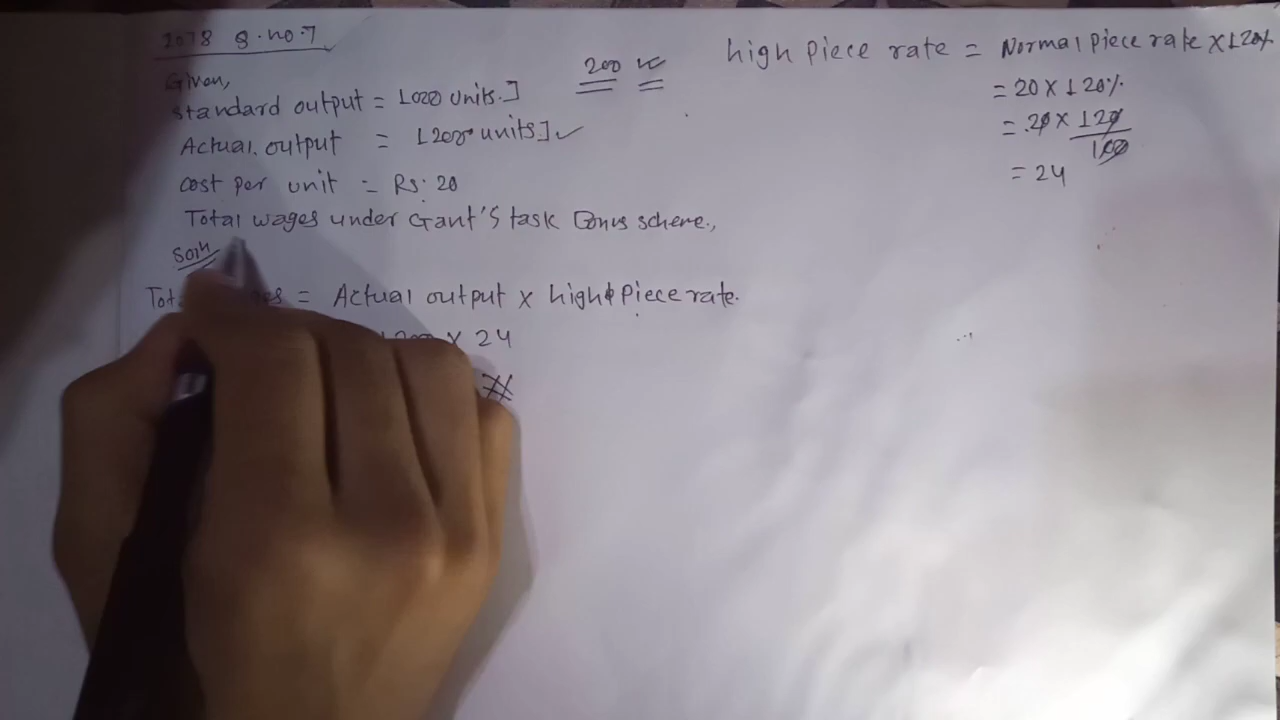 2078 Q.no.7
Given,
standard output = 1000 units.]
200
Actual output = 1200 units]
cost per unit = Rs. 20
Total wages under Gant's task Bonus scheme.,
Soln
= Actual output x high piece rate.
1200 x 24
high piece rate = Normal piece rate x 120%
= 20 x 120%
= 20 x 120
100
= 24